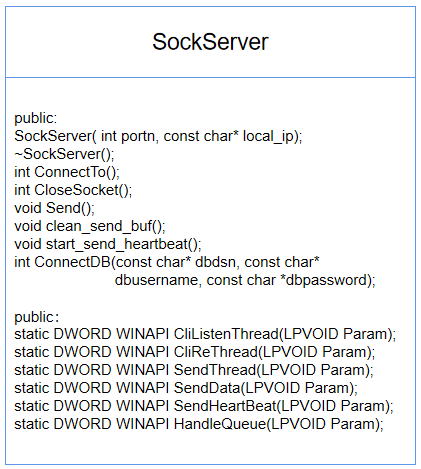 SockServer
public:
SockServer( int portn, const char* local_ip);
~SockServer();
int ConnectTo();
int CloseSocket();
void Send();
void clean_send_buf();
void start_send_heartbeat();
int ConnectDB(const char* dbdsn, const char*
dbusername, const char *dbpassword);
public:
static DWORD WINAPI CliListenThread(LPVOID Param);
static DWORD WINAPI CliReThread(LPVOID Param);
static DWORD WINAPI SendThread(LPVOID Param);
static DWORD WINAPI SendData(LPVOID Param);
static DWORD WINAPI SendHeartBeat(LPVOID Param);
static DWORD WINAPI HandleQueue(LPVOID Param);